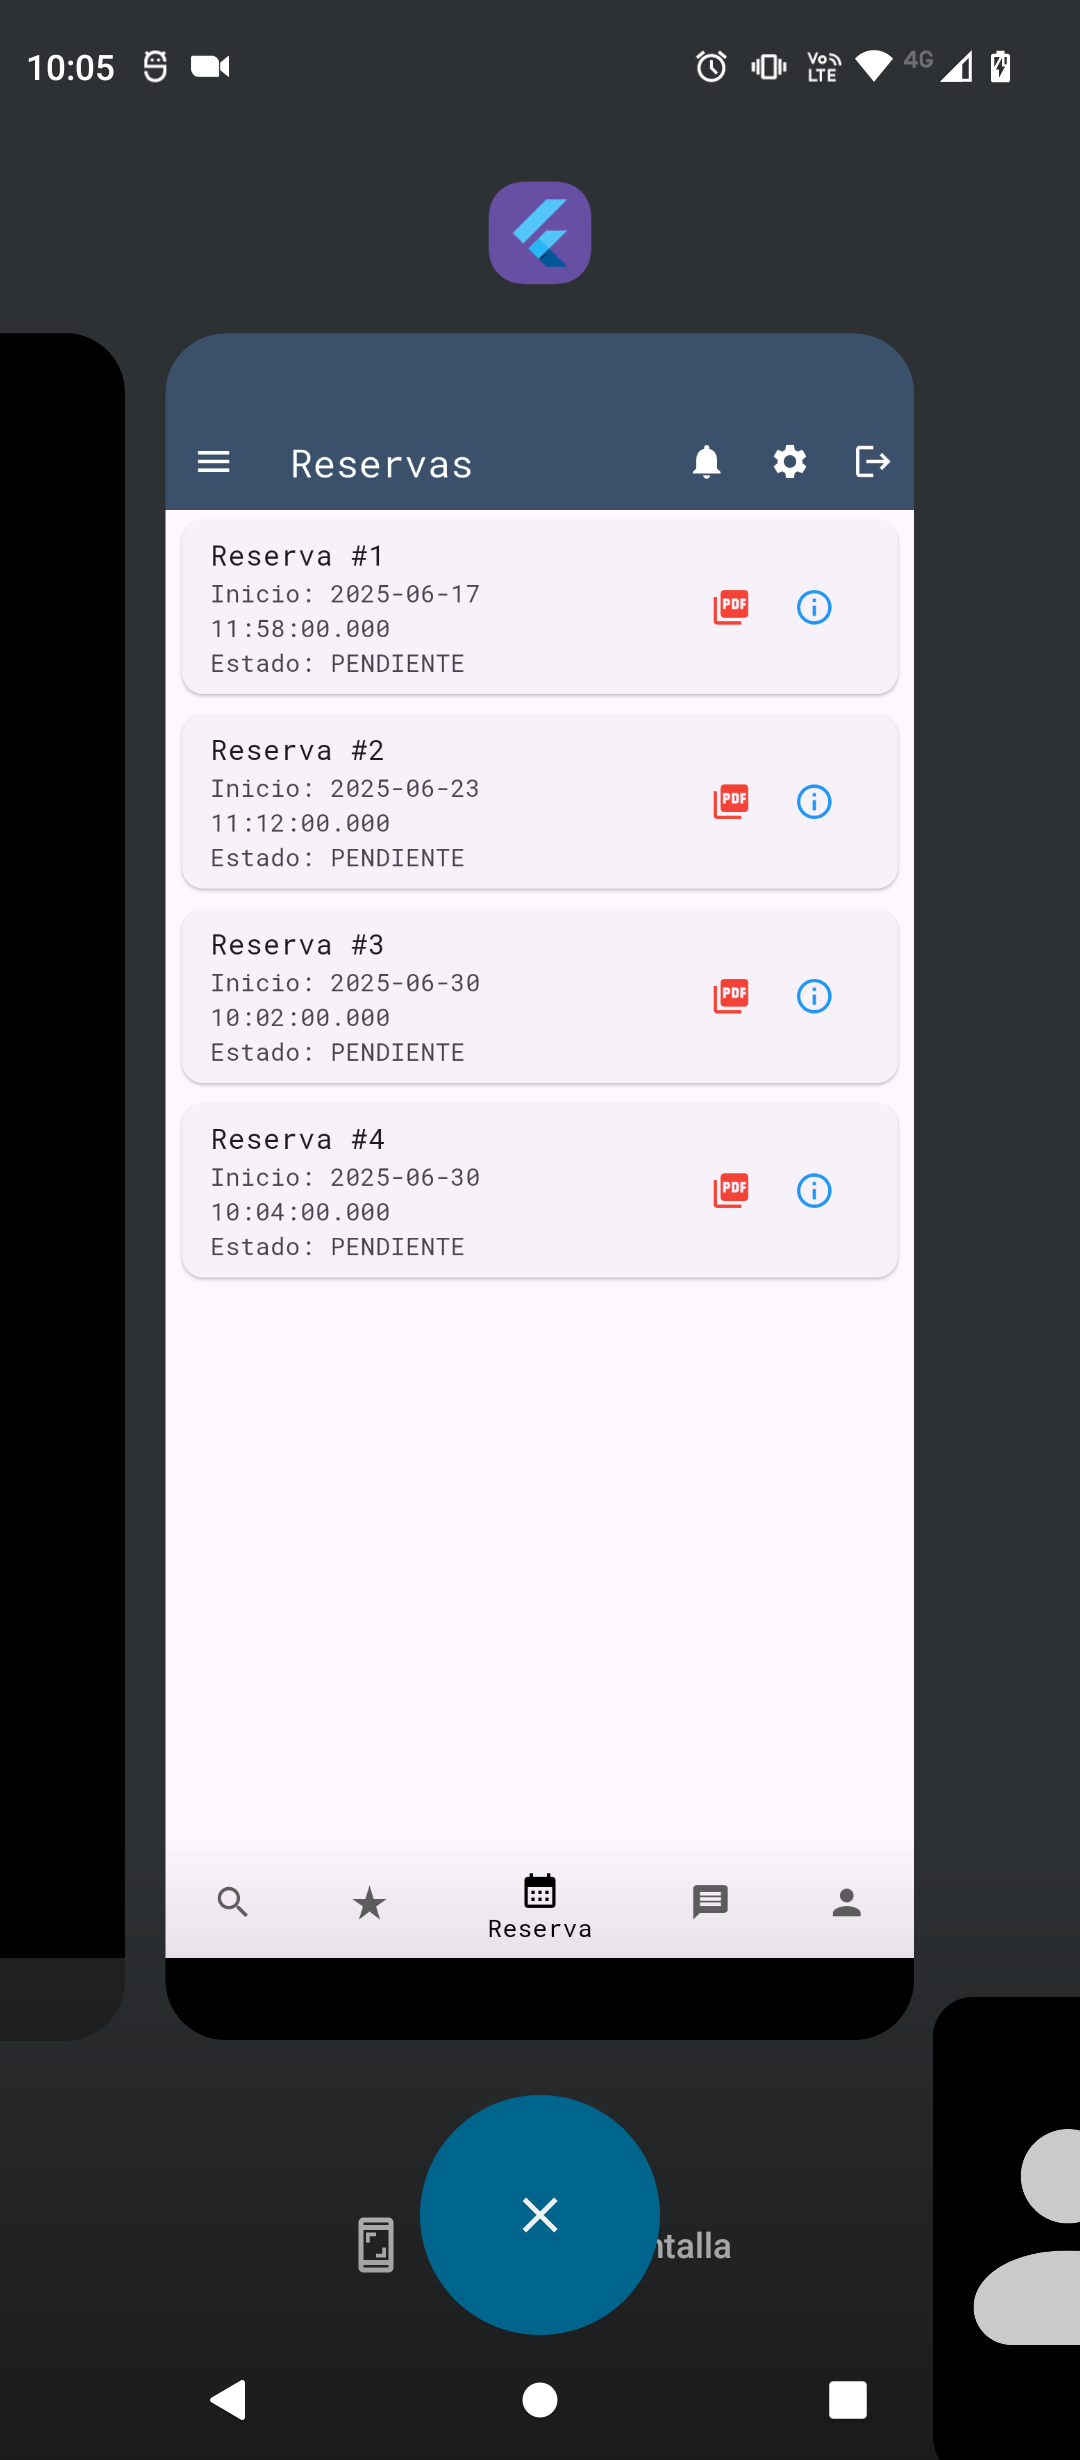 10:05
Vo LTE
4G
Reservas
Reserva #1
Inicio: 2025-06-17
11:58:00.000
Estado: PENDIENTE
PDF
Reserva #2
Inicio: 2025-06-23
11:12:00.000
Estado: PENDIENTE
PDF
Reserva #3
Inicio: 2025-06-30
10:02:00.000
Estado: PENDIENTE
PDF
Reserva #4
Inicio: 2025-06-30
10:04:00.000
Estado: PENDIENTE
PDF
Reserva